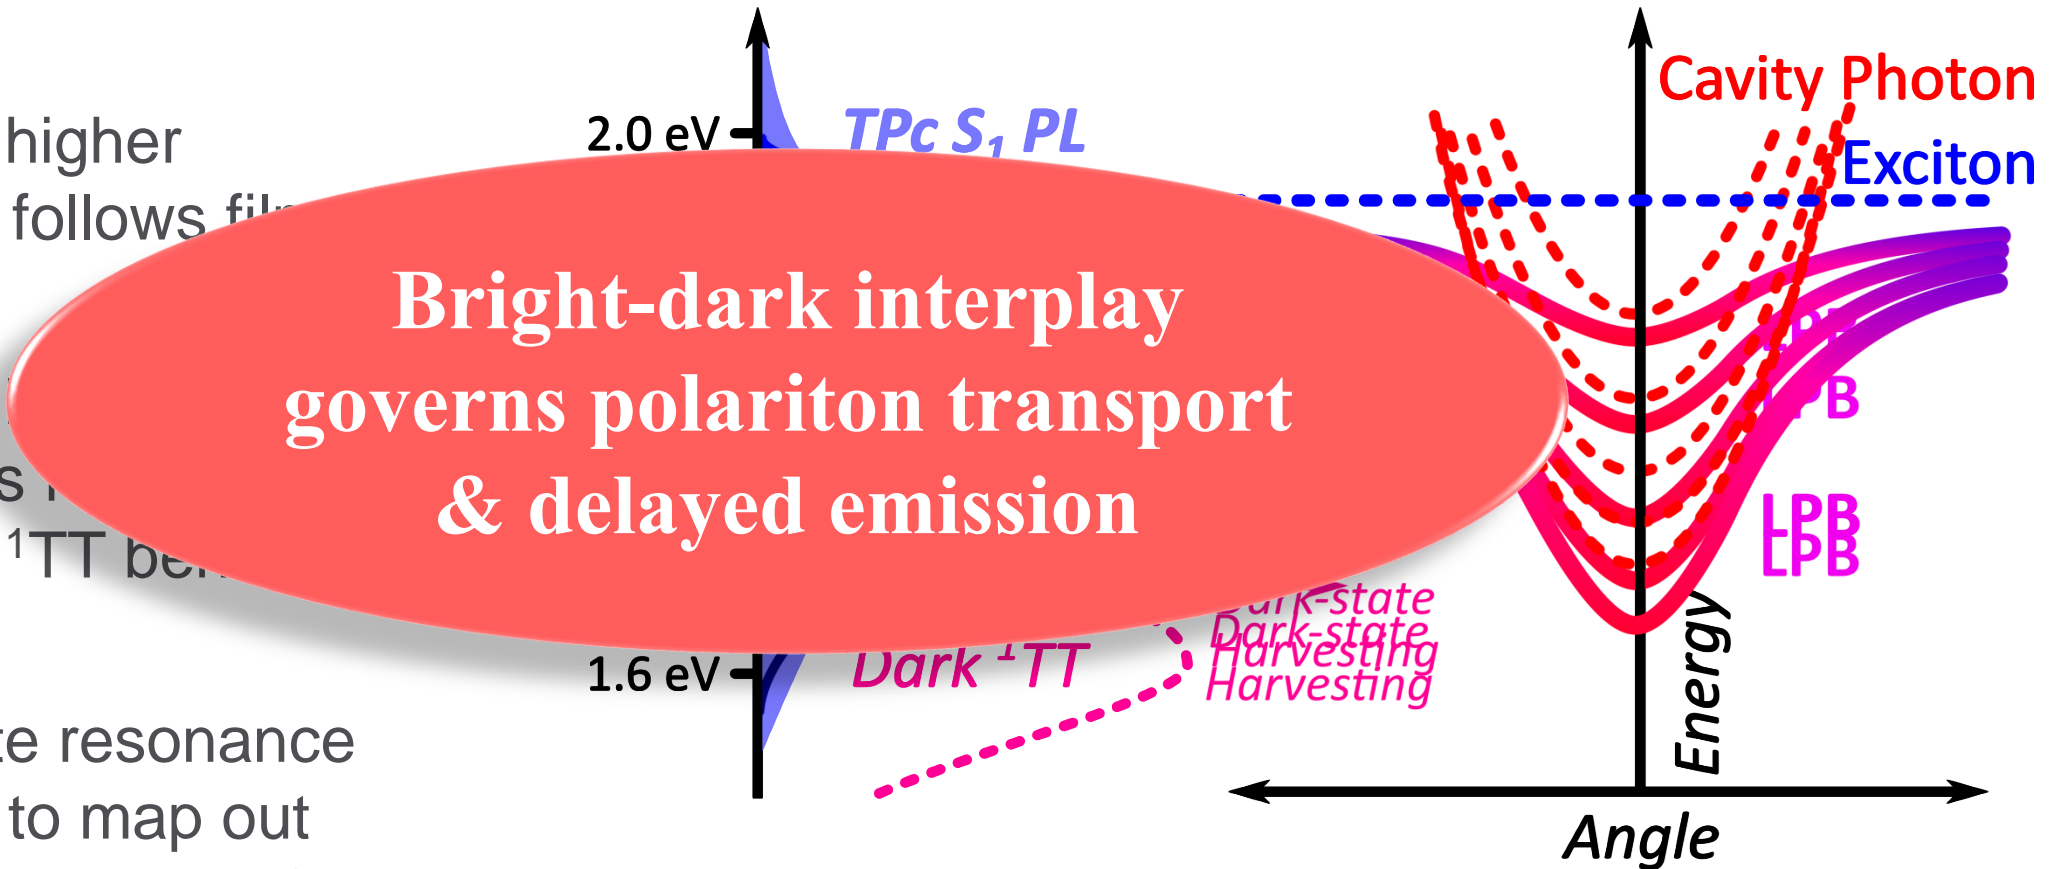 higher
follows
¹TT
resonance
to map out
Bright-dark interplay
governs polariton transport
& delayed emission
2.0 eV
TPc S₁ PL
1.6 eV
Dark ¹TT
Dark-state
Dark-state
Harvesting
Harvesting
Cavity Photon
Exciton
LPB
LPB
LPB
LPB
Energy
Angle